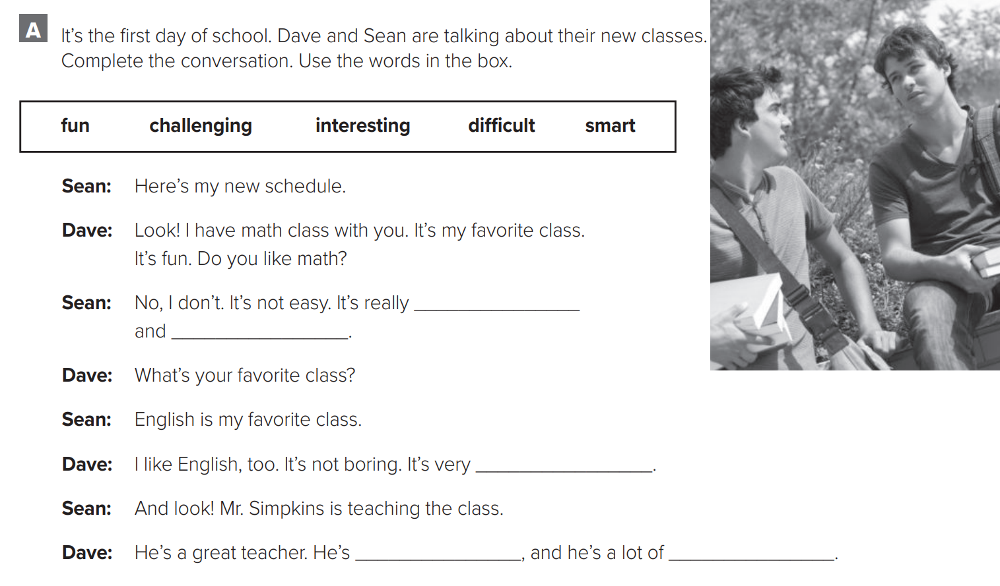 A
It’s the first day of school. Dave and Sean are talking about their new classes.
Complete the conversation. Use the words in the box.
fun challenging interesting difficult smart
Sean: Here’s my new schedule.
Dave: Look! I have math class with you. It’s my favorite class.
It’s fun. Do you like math?
Sean: No, I don’t. It’s not easy. It’s really ________________
and _________________.
Dave: What’s your favorite class?
Sean: English is my favorite class.
Dave: I like English, too. It’s not boring. It’s very _________________.
Sean: And look! Mr. Simpkins is teaching the class.
Dave: He’s a great teacher. He’s ________________, and he’s a lot of ________________.